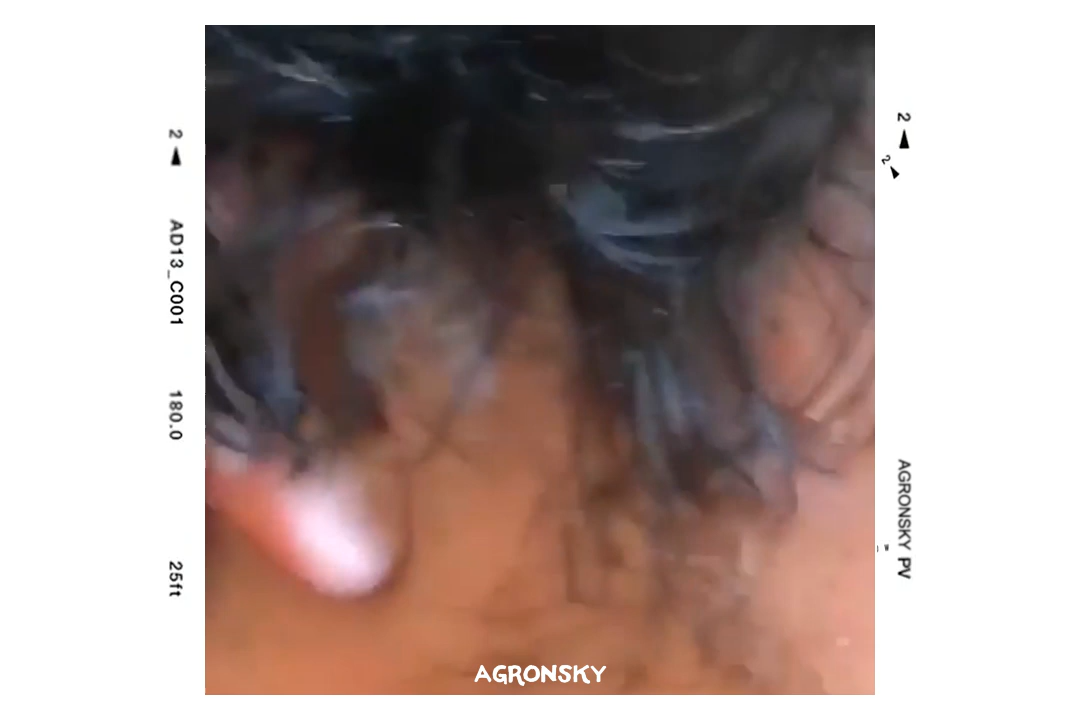 2
AD13_C001
180.0
25ft
2
2
AGRONSKY PV
AGRONSKY